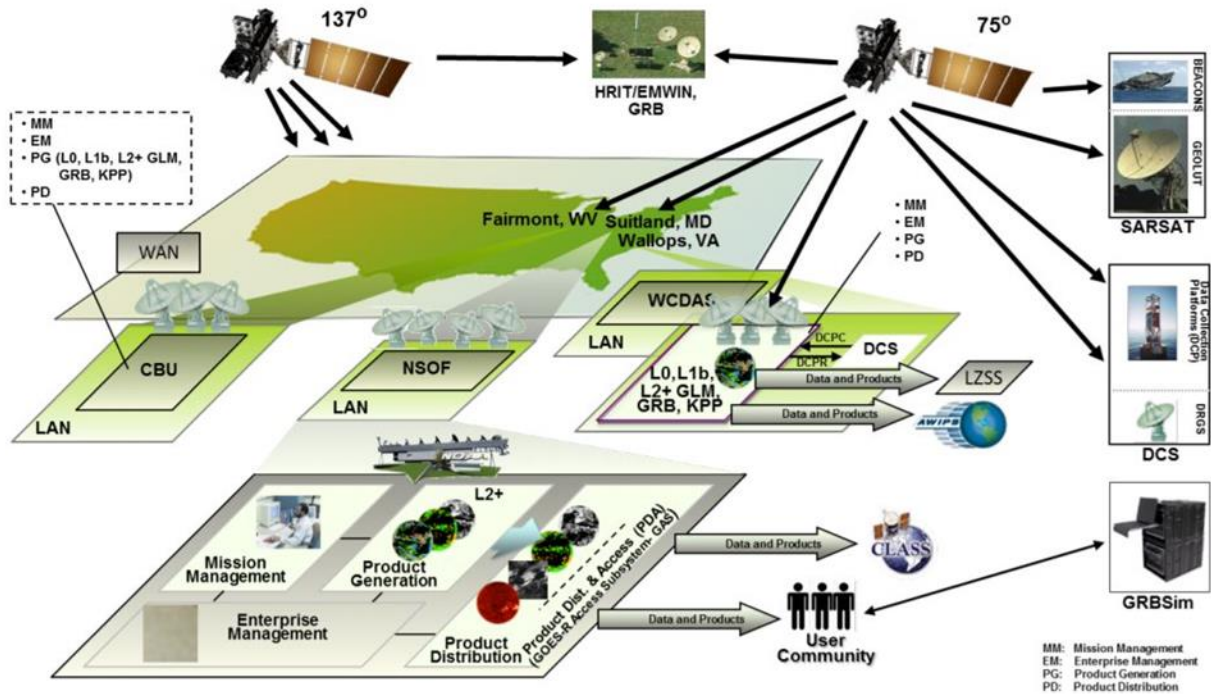 137°
75°
HRIT/EMWIN,
GRB
BEACONS
GEOLUT
SARSAT
• MM
• EM
• PG (L0, L1b, L2+ GLM,
GRB, KPP)
• PD
Fairmont, WV
Suitland, MD
Wallops, VA
• MM
• EM
• PG
• PD
WAN
WCDAS
LAN
CBU
LAN
NSOF
LAN
DCPC
DCPR
DCS
L0,L1b,
L2+ GLM,
GRB, KPP
Data and Products
LZSS
Data and Products
AWIPS
Data Collection
Platforms (DCP)
DRGS
DCS
NOAA
L2+
Mission
Management
Product
Generation
Enterprise
Management
Product
Distribution
Product Dist. & Access (PDA)
(GOES-R Access Subsystem- GAS)
Data and Products
CLASS
Data and Products
User
Community
GRBSim
MM: Mission Management
EM: Enterprise Management
PG: Product Generation
PD: Product Distribution